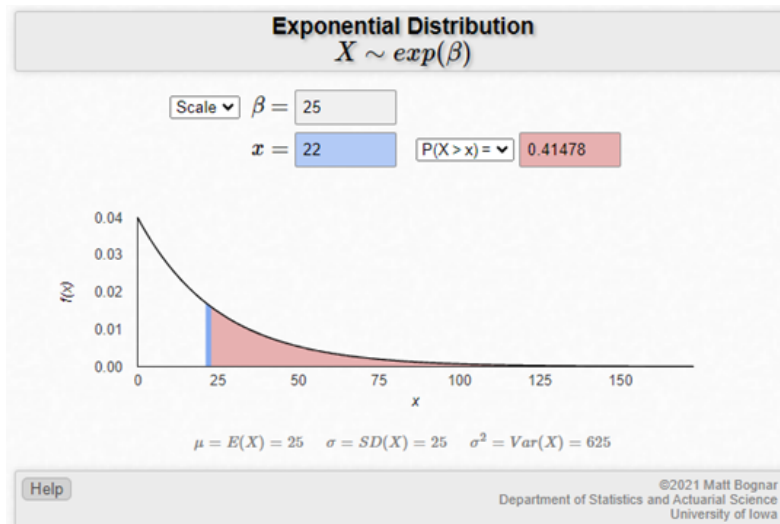 Exponential Distribution
X ∼ exp(β)
Scale β = 25
x = 22 P(X > x) = 0.41478
0.04
0.03
0.02
0.01
0.00
f(x)
0 25 50 75 100 125 150
x
μ = E(X) = 25 σ = SD(X) = 25 σ² = Var(X) = 625
Help
©2021 Matt Bognar
Department of Statistics and Actuarial Science
University of Iowa